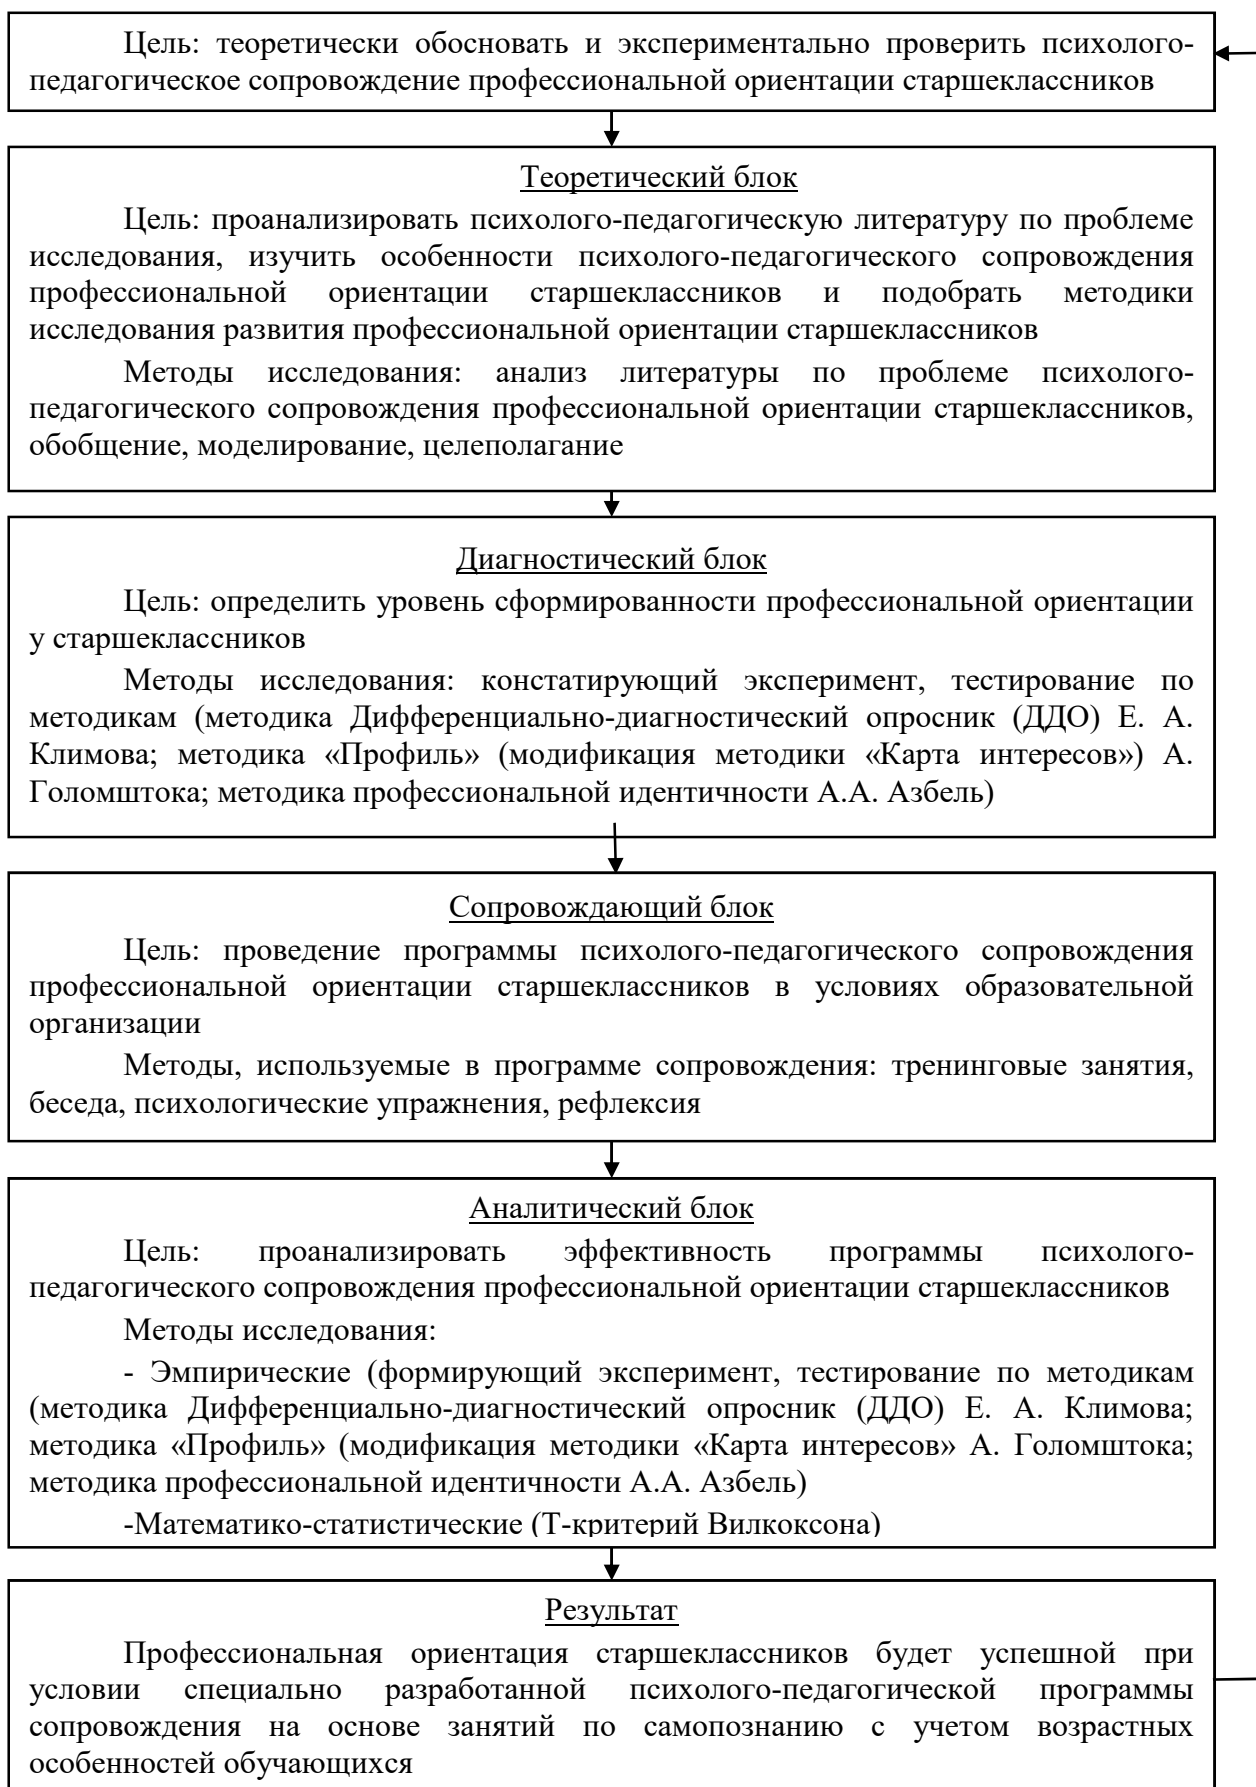 Цель: теоретически обосновать и экспериментально проверить психолого-
педагогическое сопровождение профессиональной ориентации старшеклассников
Теоретический блок
Цель: проанализировать психолого-педагогическую литературу по проблеме
исследования, изучить особенности психолого-педагогического сопровождения
профессиональной ориентации старшеклассников и подобрать методики
исследования развития профессиональной ориентации старшеклассников
Методы исследования: анализ литературы по проблеме психолого-
педагогического сопровождения профессиональной ориентации старшеклассников,
обобщение, моделирование, целеполагание
Диагностический блок
Цель: определить уровень сформированности профессиональной ориентации
у старшеклассников
Методы исследования: констатирующий эксперимент, тестирование по
методикам (методика Дифференциально-диагностический опросник (ДДО) Е. А.
Климова; методика «Профиль» (модификация методики «Карта интересов») А.
Голомштока; методика профессиональной идентичности А.А. Азбель)
Сопровождающий блок
Цель: проведение программы психолого-педагогического сопровождения
профессиональной ориентации старшеклассников в условиях образовательной
организации
Методы, используемые в программе сопровождения: тренинговые занятия,
беседа, психологические упражнения, рефлексия
Аналитический блок
Цель: проанализировать эффективность программы психолого-
педагогического сопровождения профессиональной ориентации старшеклассников
Методы исследования:
- Эмпирические (формирующий эксперимент, тестирование по методикам
(методика Дифференциально-диагностический опросник (ДДО) Е. А. Климова;
методика «Профиль» (модификация методики «Карта интересов» А. Голомштока;
методика профессиональной идентичности А.А. Азбель)
-Математико-статистические (Т-критерий Вилкоксона)
Результат
Профессиональная ориентация старшеклассников будет успешной при
условии специально разработанной психолого-педагогической программы
сопровождения на основе занятий по самопознанию с учетом возрастных
особенностей обучающихся